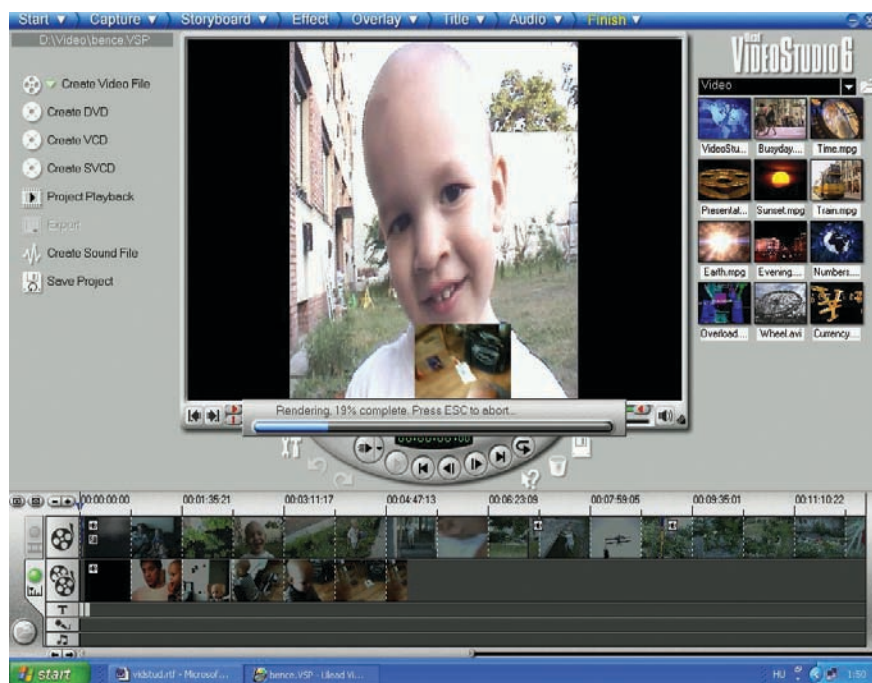 Start Capture Storyboard Effect Overlay Title Audio Finish
D:\Video\bence.VSP
Ulead
VIDEOSTUDIO 6
Video
Create Video File
Create DVD
Create VCD
Create SVCD
Project Playback
Export
Create Sound File
Save Project
VideoStu... Busyday.... Time.mpg
Presentat... Sunset.mpg Train.mpg
Earth.mpg Evening.... Numbers....
Overload.... Wheel.avi Currency....
Rendering, 19% complete. Press ESC to abort...
00:00:00:00
00:00:00:00 00:01:35:21 00:03:11:17 00:04:47:13 00:06:23:09 00:07:59:05 00:09:35:01 00:11:10:22
T
start vidstud.rtf - Microsof... bence.VSP - Ulead Vi... HU 1:50